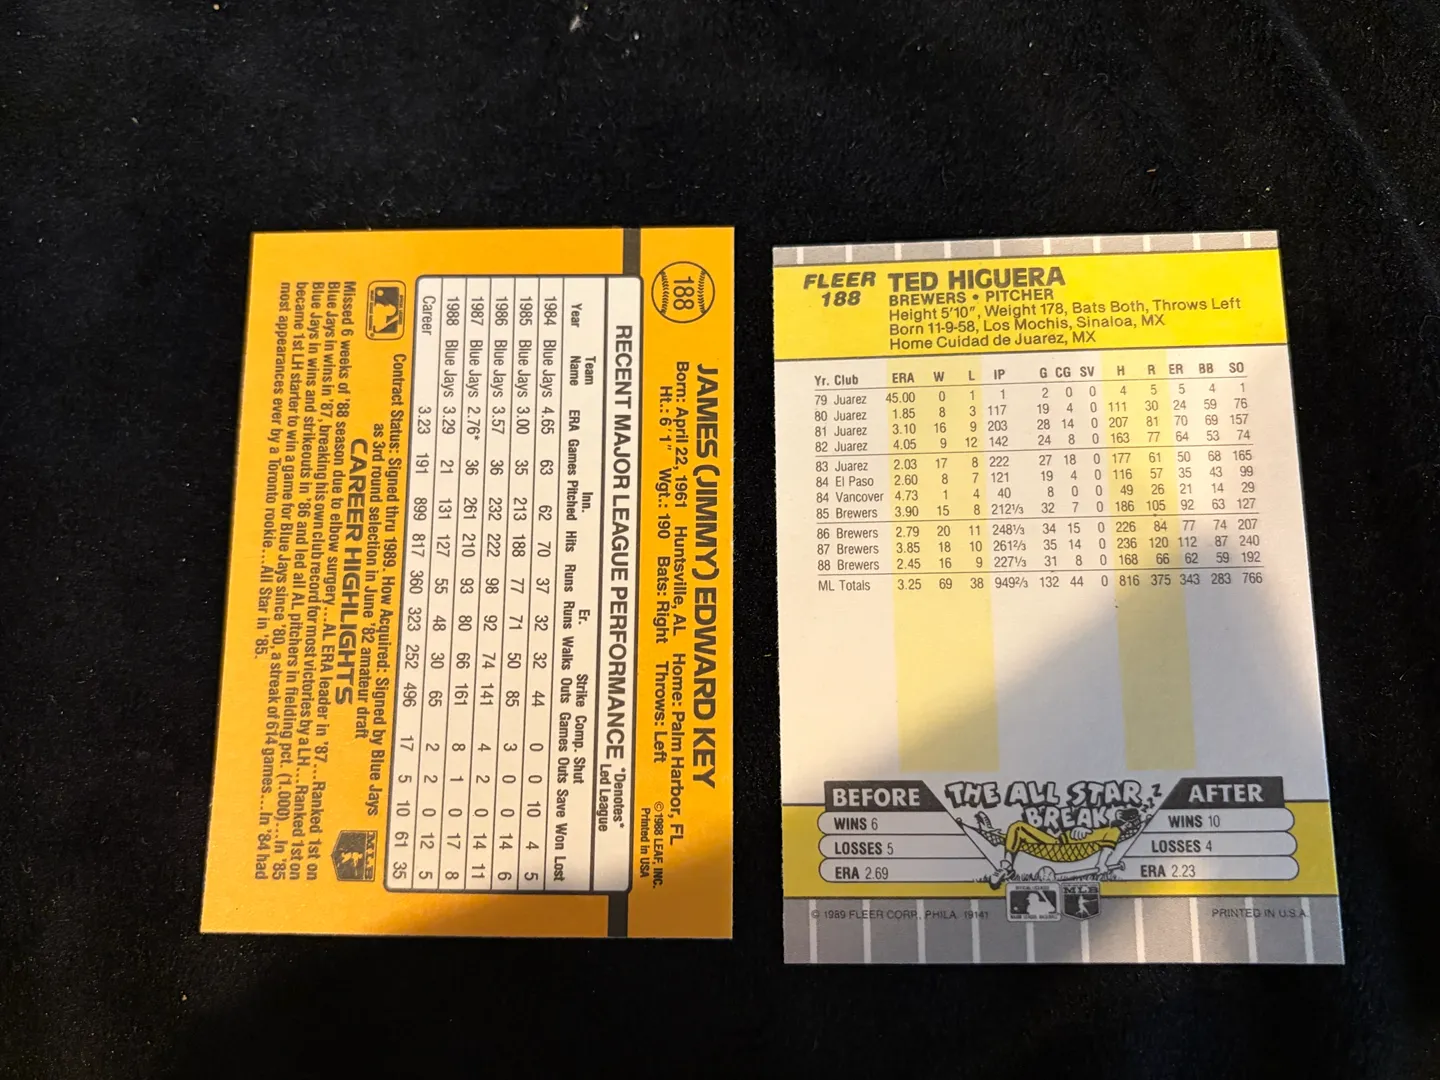 188
JAMES (JIMMY) EDWARD KEY
Born: April 22, 1961 Huntsville, AL Home: Palm Harbor, FL
Ht.: 6'1" Wgt.: 190 Bats: Right Throws: Left
©1988 LEAF, INC.
Printed in USA
RECENT MAJOR LEAGUE PERFORMANCE *Denotes*
Led League
Year Team Name ERA Games Inn. Pitched Hits Runs Er. Runs Walks Strike Outs Comp. Games Shut Outs Save Won Lost
1984 Blue Jays 4.65 63 62 70 37 32 32 44 0 0 10 4 5
1985 Blue Jays 3.00 35 213 188 77 71 50 85 3 0 0 14 6
1986 Blue Jays 3.57 36 232 222 98 92 74 141 4 2 0 14 11
1987 Blue Jays 2.76* 36 261 210 93 80 66 161 8 1 0 17 8
1988 Blue Jays 3.29 21 131 127 55 48 30 65 2 2 0 12 5
Career 3.23 191 899 817 360 323 252 496 17 5 10 61 35
Contract Status: Signed thru 1989. How Acquired: Signed by Blue Jays
as 3rd round selection in June '82 amateur draft
CAREER HIGHLIGHTS
Missed 6 weeks of '88 season due to elbow surgery...AL ERA leader in '87...Ranked 1st on
Blue Jays in wins in '87, breaking his own club record for most victories by a LH...Ranked 1st on
Blue Jays in wins and strikeouts in '86 and led all AL pitchers in fielding pct. (1.000)...In '85
became 1st LH starter to win a game for Blue Jays since '80, a streak of 614 games...In '84 had
most appearances ever by a Toronto rookie...All Star in '85.
MLB
FLEER
188
TED HIGUERA
BREWERS • PITCHER
Height 5'10", Weight 178, Bats Both, Throws Left
Born 11-9-58, Los Mochis, Sinaloa, MX
Home Cuidad de Juarez, MX
Yr. Club ERA W L IP G CG SV H R ER BB SO
79 Juarez 45.00 0 1 1 2 0 0 4 5 5 4 1
80 Juarez 1.85 8 3 117 19 4 0 111 30 24 59 76
81 Juarez 3.10 16 9 203 28 14 0 207 81 70 69 157
82 Juarez 4.05 9 12 142 24 8 0 163 77 64 53 74
83 Juarez 2.03 17 8 222 27 18 0 177 61 50 68 165
84 El Paso 2.60 8 7 121 19 4 0 116 57 35 43 99
84 Vancover 4.73 1 4 40 8 0 0 49 26 21 14 29
85 Brewers 3.90 15 8 212⅓ 32 7 0 186 105 92 63 127
86 Brewers 2.79 20 11 248⅓ 34 15 0 226 84 77 74 207
87 Brewers 3.85 18 10 261⅔ 35 14 0 236 120 112 87 240
88 Brewers 2.45 16 9 227⅓ 31 8 0 168 66 62 59 192
ML Totals 3.25 69 38 949⅔ 132 44 0 816 375 343 283 766
BEFORE THE ALL STAR BREAK AFTER
WINS 6
LOSSES 5
ERA 2.69
zzz
WINS 10
LOSSES 4
ERA 2.23
MLB
© 1989 FLEER CORP., PHILA. 19141
PRINTED IN U.S.A.